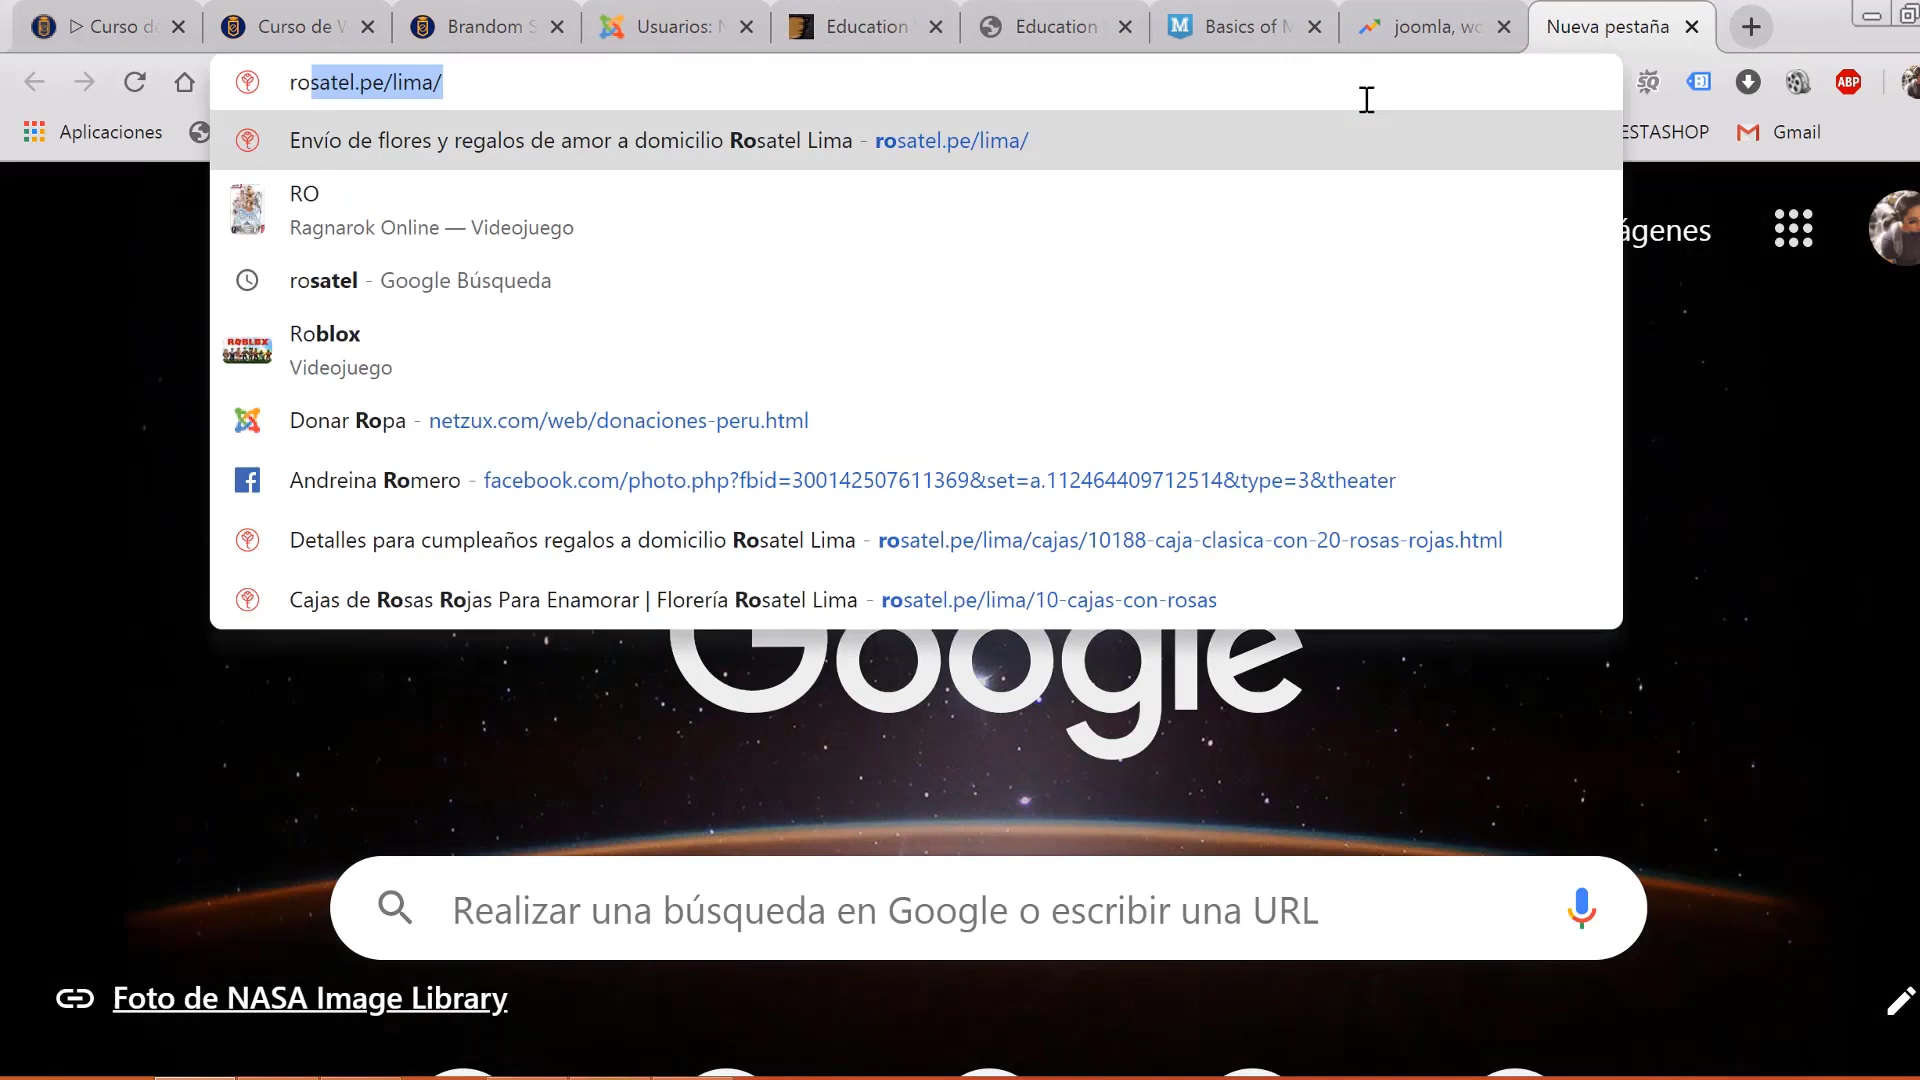 ▷ Curso de
Curso de W
Brandom S
Usuarios: N
Education
Education
M Basics of M
joomla, wo
Nueva pestaña
rosatel.pe/lima/
ABP
Aplicaciones
ESTASHOP
Gmail
Envío de flores y regalos de amor a domicilio Rosatel Lima - rosatel.pe/lima/
RO
Ragnarok Online — Videojuego
ágenes
rosatel - Google Búsqueda
Roblox
ROBLOX
Videojuego
Donar Ropa - netzux.com/web/donaciones-peru.html
Andreina Romero - facebook.com/photo.php?fbid=300142507611369&set=a.112464409712514&type=3&theater
Detalles para cumpleaños regalos a domicilio Rosatel Lima - rosatel.pe/lima/cajas/10188-caja-clasica-con-20-rosas-rojas.html
Cajas de Rosas Rojas Para Enamorar | Florería Rosatel Lima - rosatel.pe/lima/10-cajas-con-rosas
Google
Realizar una búsqueda en Google o escribir una URL
Foto de NASA Image Library